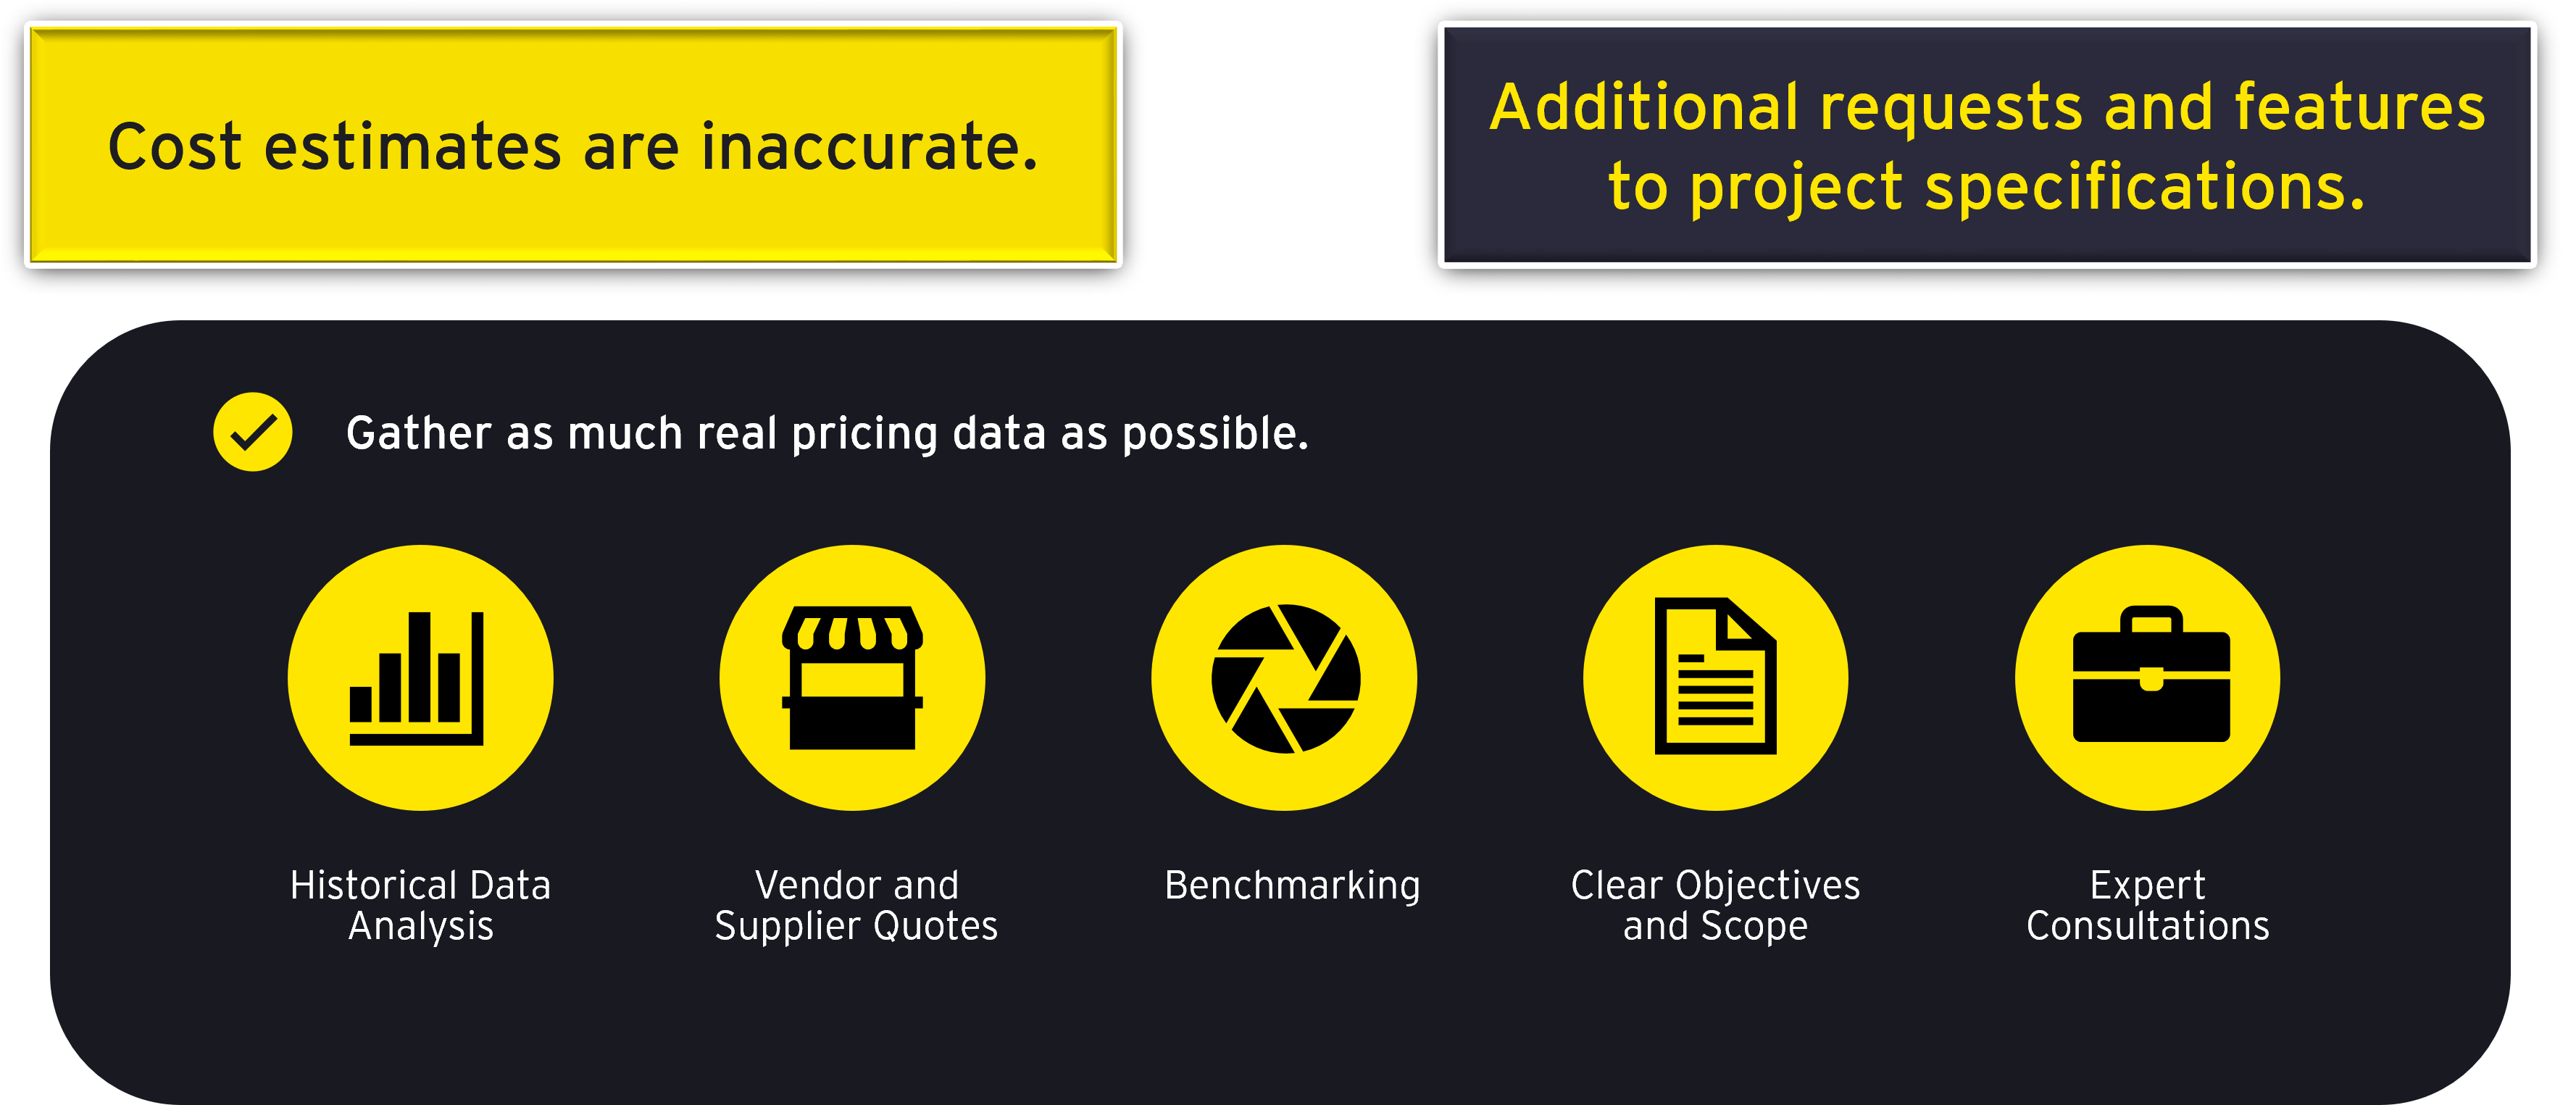 Cost estimates are inaccurate.
Additional requests and features
to project specifications.
Gather as much real pricing data as possible.
Historical Data
Analysis
Vendor and
Supplier Quotes
Benchmarking
Clear Objectives
and Scope
Expert
Consultations